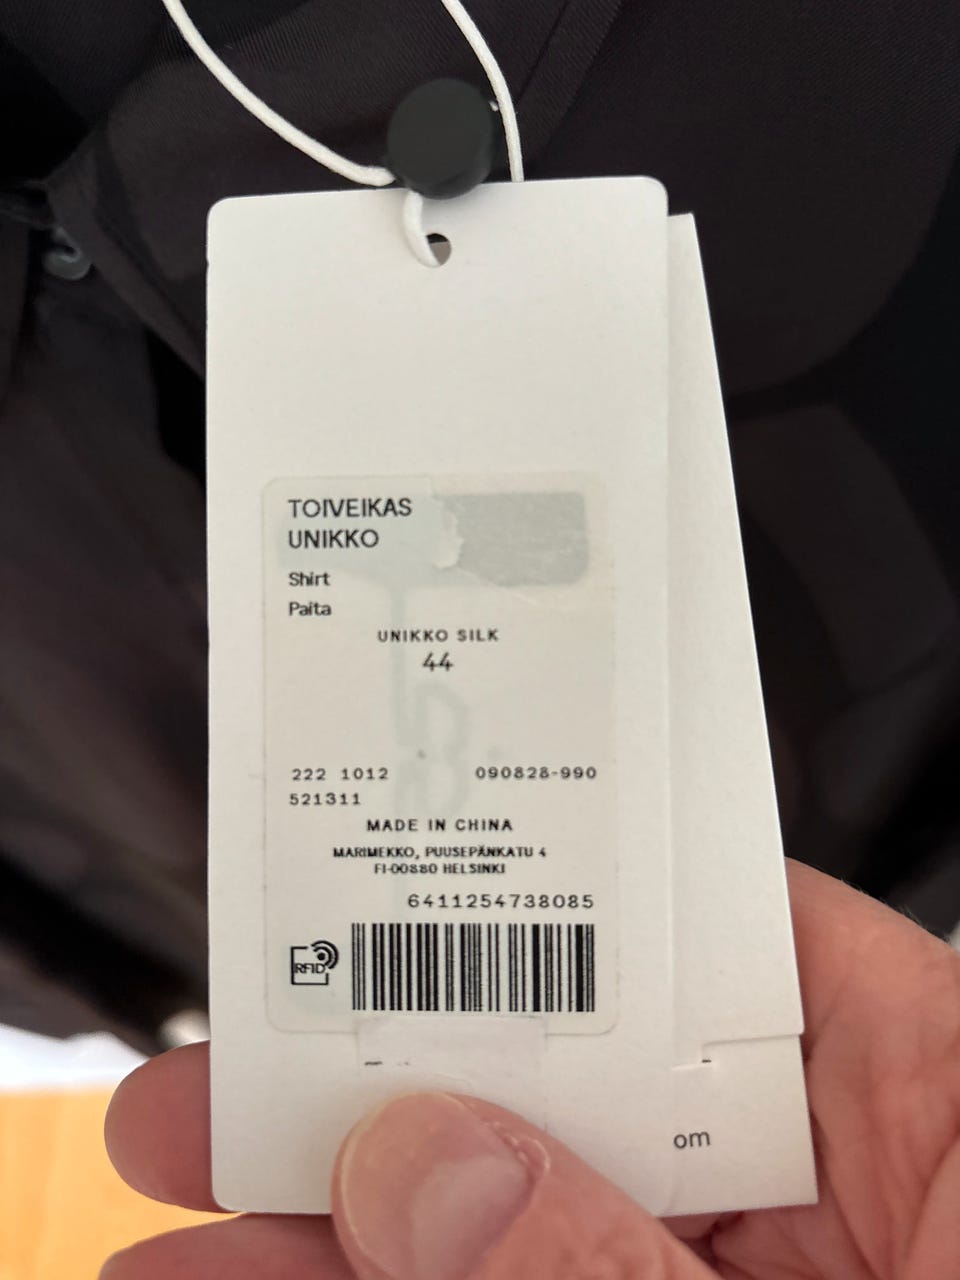 TOIVEIKAS
UNIKKO
Shirt
Paita
UNIKKO SILK
44
222 1012 090828-990
521311
MADE IN CHINA
MARIMEKKO, PUUSEPÄNKATU 4
FI-00880 HELSINKI
6411254738085
RFID
om